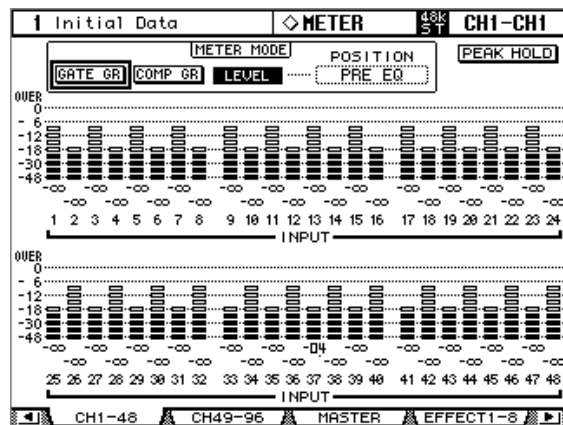 1 Initial Data ◇METER 48K ST CH1-CH1
METER MODE
POSITION
PEAK HOLD
GATE GR COMP GR LEVEL PRE EQ
OVER
0
-6
-12
-18
-30
-48
-∞ -∞ -∞ -∞ -∞ -∞ -∞ -∞ -∞ -∞ -∞ -∞
-∞ -∞ -∞ -∞ -∞ -∞ -∞ -∞ -∞ -∞ -∞ -∞
1 2 3 4 5 6 7 8 9 10 11 12 13 14 15 16 17 18 19 20 21 22 23 24
INPUT
OVER
0
-6
-12
-18
-30
-48
-∞ -∞ -∞ -∞ -∞ -∞ -04 -∞ -∞ -∞ -∞ -∞
-∞ -∞ -∞ -∞ -∞ -∞ -∞ -∞ -∞ -∞ -∞ -∞
25 26 27 28 29 30 31 32 33 34 35 36 37 38 39 40 41 42 43 44 45 46 47 48
INPUT
CH1-48 CH49-96 MASTER EFFECT1-8